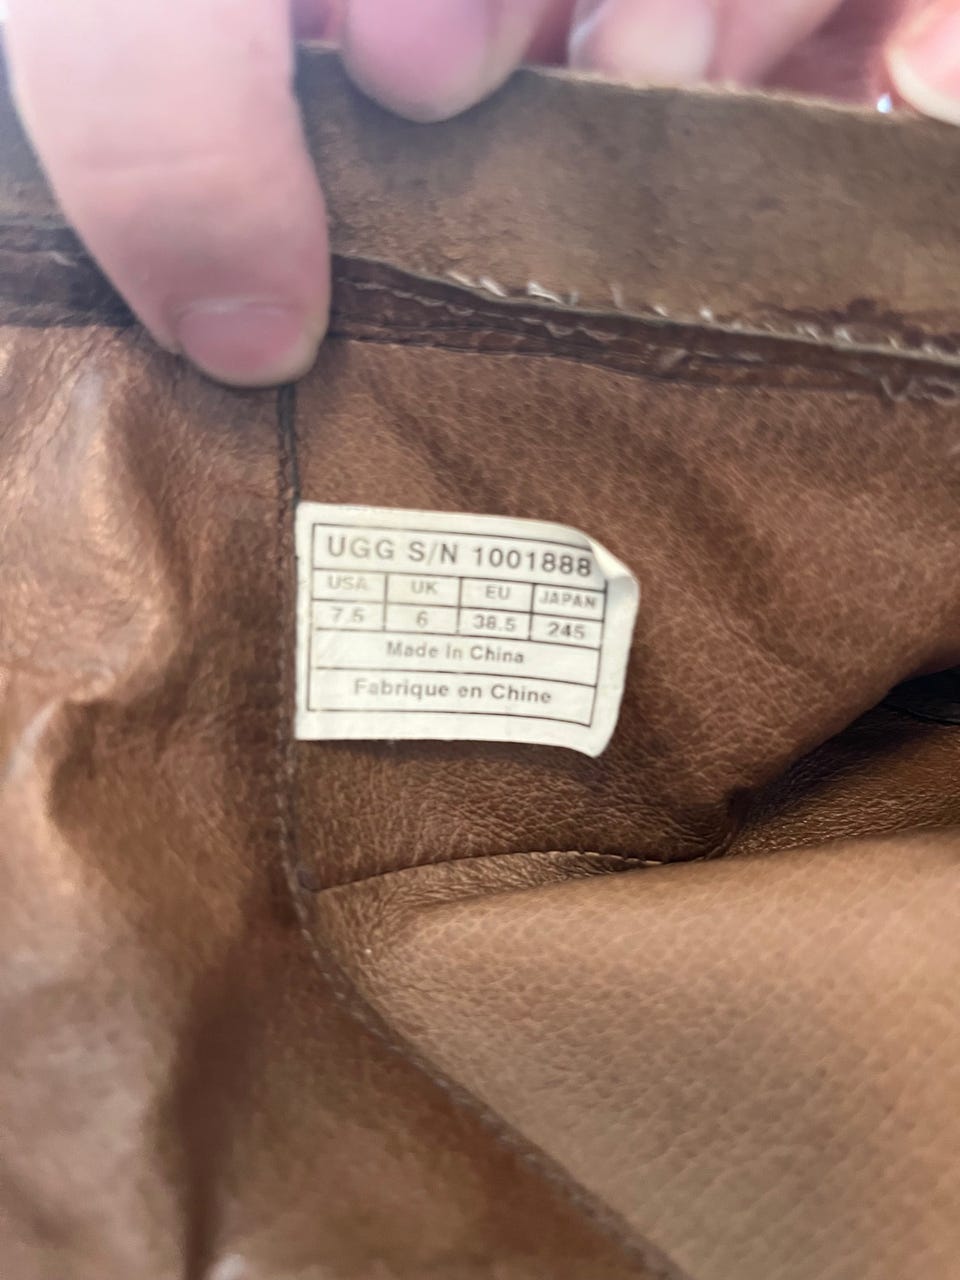 UGG S/N 1001888
USA UK EU JAPAN
7.5 6 38.5 245
Made In China
Fabrique en Chine